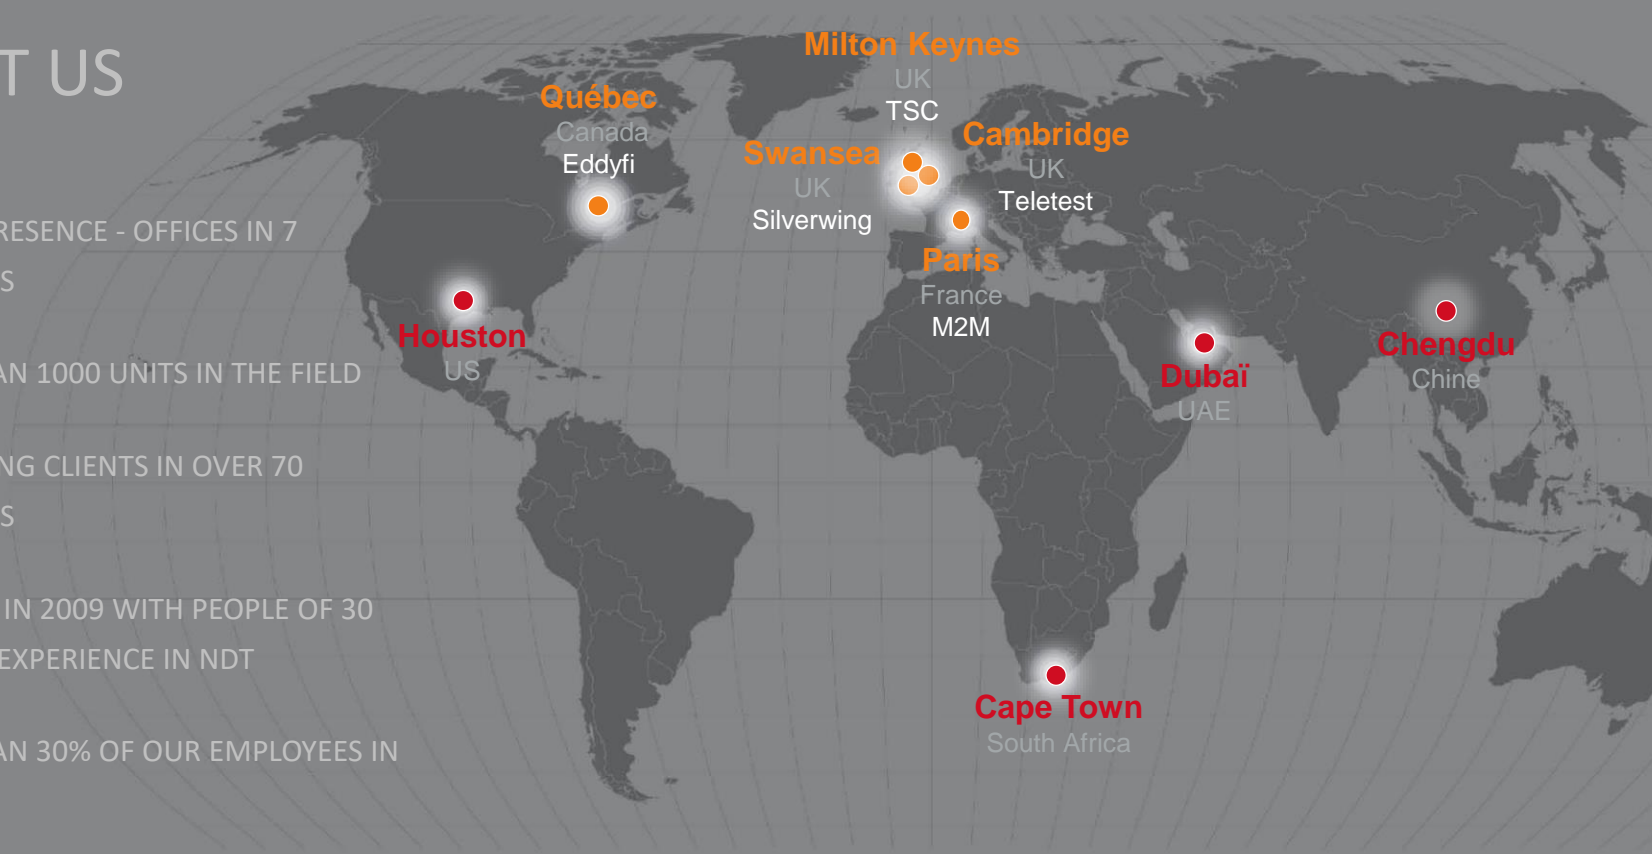 T US
RESENCE - OFFICES IN 7
S
AN 1000 UNITS IN THE FIELD
NG CLIENTS IN OVER 70
S
IN 2009 WITH PEOPLE OF 30
EXPERIENCE IN NDT
AN 30% OF OUR EMPLOYEES IN
Québec
Canada
Eddyfi
Milton Keynes
UK
TSC
Swansea
UK
Silverwing
Cambridge
UK
Teletest
Paris
France
M2M
Houston
US
Dubaï
UAE
Chengdu
Chine
Cape Town
South Africa